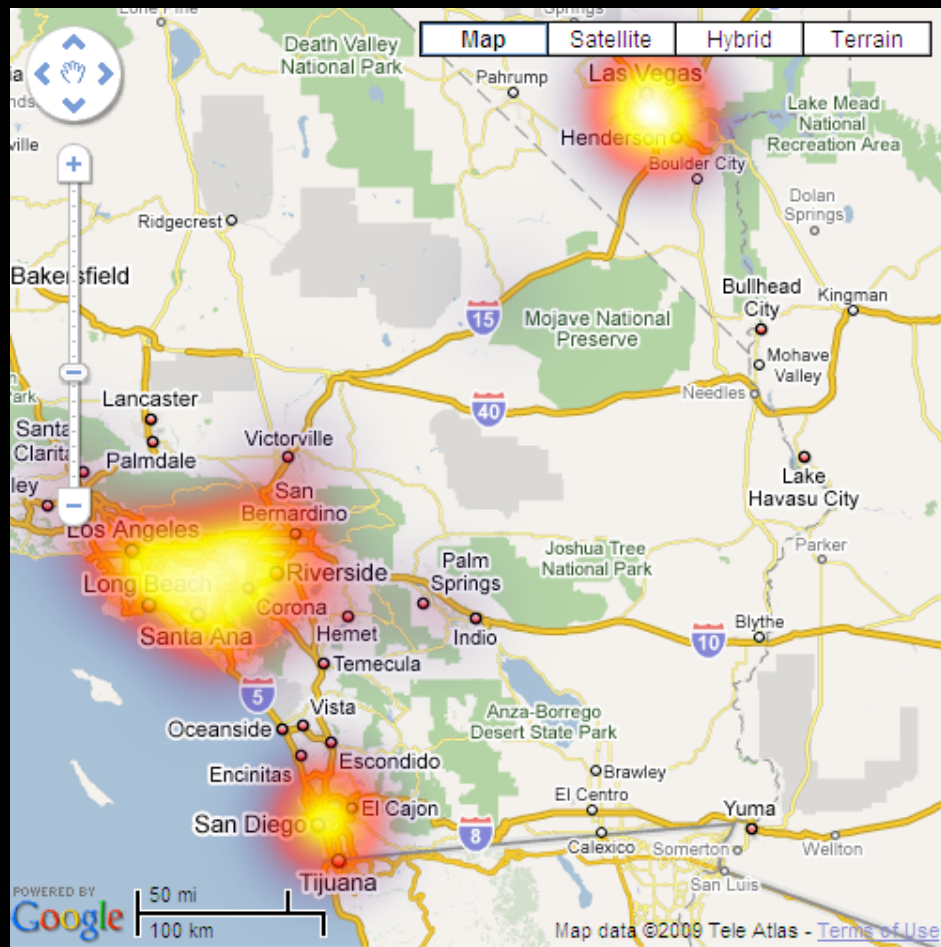 Lone Pine
Springs
Map
Satellite
Hybrid
Terrain
Death Valley
National Park
Pahrump
Las Vegas
Lake Mead
National
Recreation Area
Henderson
Boulder City
ville
Dolan
Springs
Ridgecrest
Bakersfield
Bullhead
City
Kingman
15
Mojave National
Preserve
Mohave
Valley
Needles
40
Lancaster
Santa
Clarita
Palmdale
Victorville
ley
Lake
Havasu City
San
Bernardino
Los Angeles
Parker
Joshua Tree
National Park
Palm
Springs
Riverside
Long Beach
Corona
Santa Ana
Hemet
Indio
Blythe
10
Temecula
5
Vista
Oceanside
Anza-Borrego
Desert State Park
Escondido
Encinitas
Brawley
El Centro
El Cajon
San Diego
8
Calexico
Yuma
Somerton
Wellton
San Luis
Tijuana
POWERED BY
Google
50 mi
100 km
Map data ©2009 Tele Atlas - Terms of Use